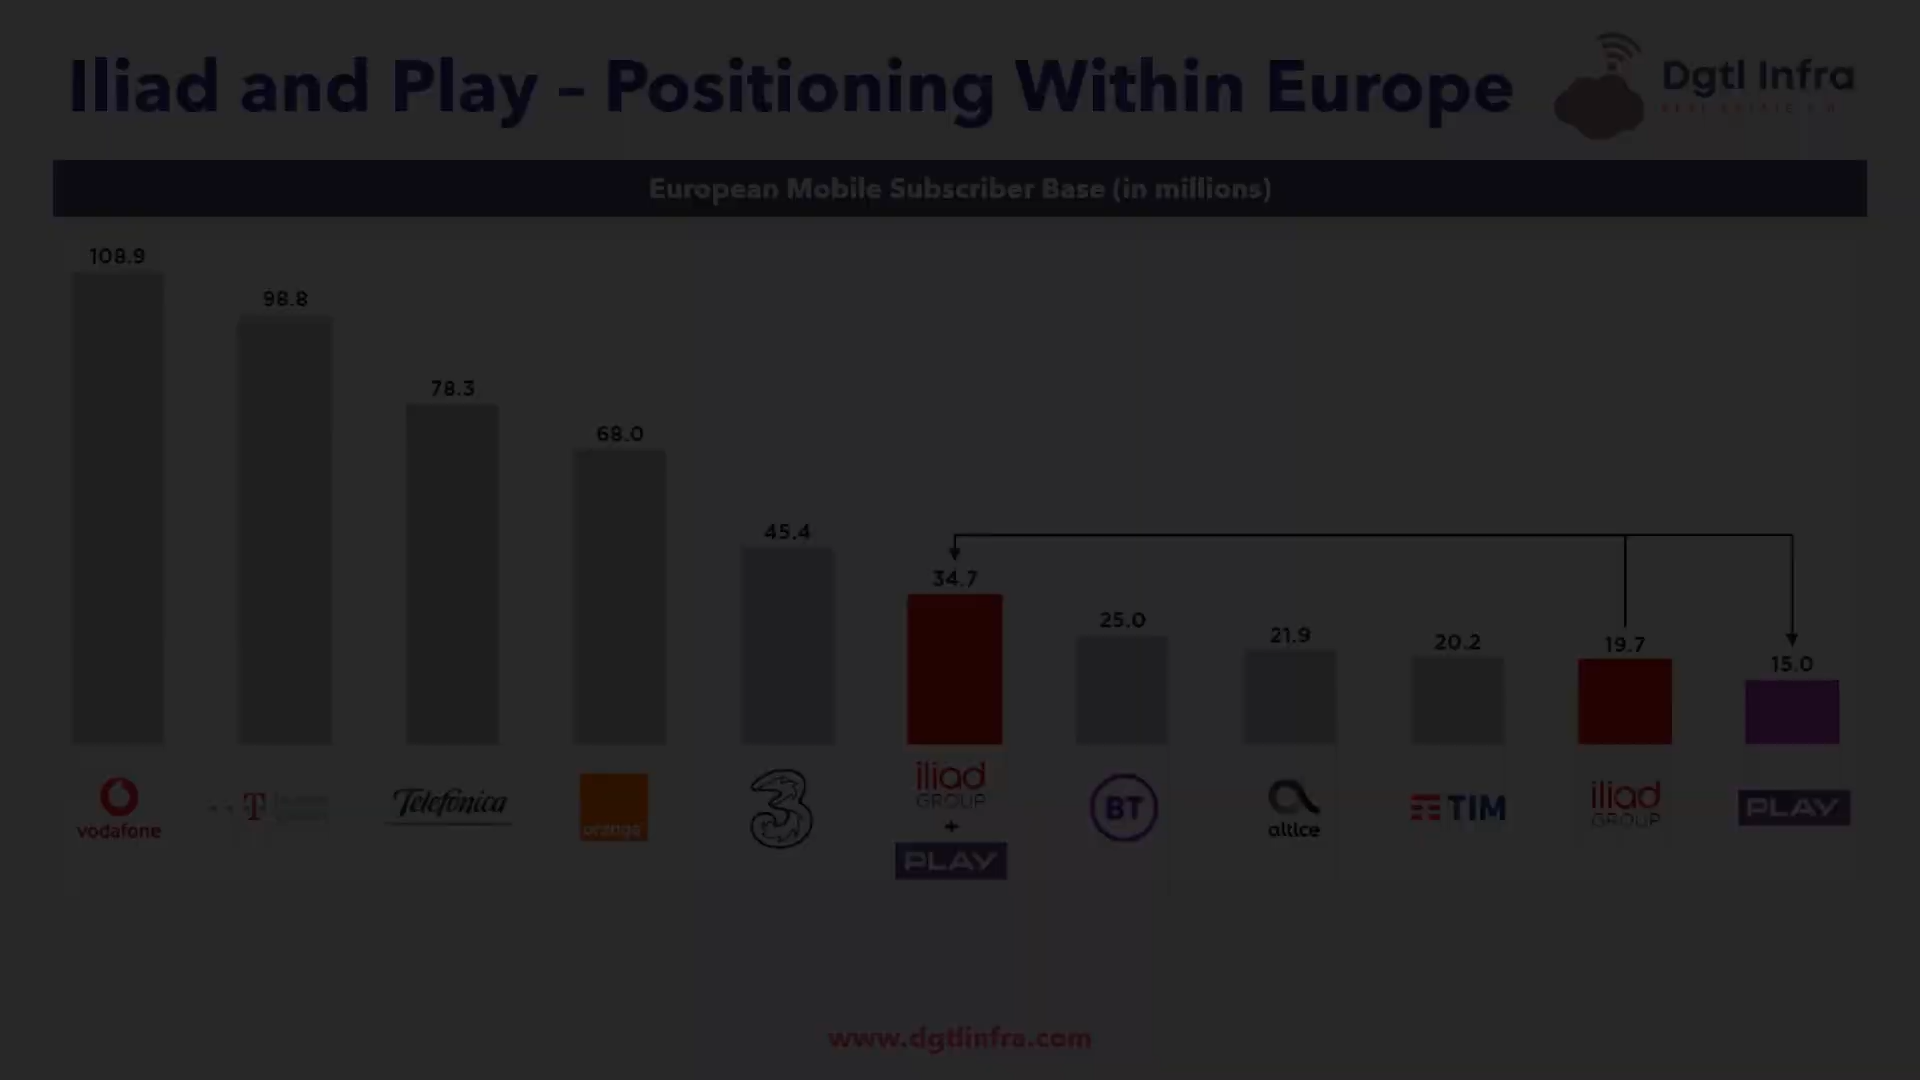 Iliad and Play – Positioning Within Europe
Dgtl Infra
European Mobile Subscriber Base (in millions)
108.9
98.8
78.3
68.0
45.4
34.7
25.0
21.9
20.2
19.7
15.0
vodafone
T
Telefónica
orange
3
iliad
GROUP
+
PLAY
BT
altice
TIM
iliad
GROUP
PLAY
www.dgtlinfra.com